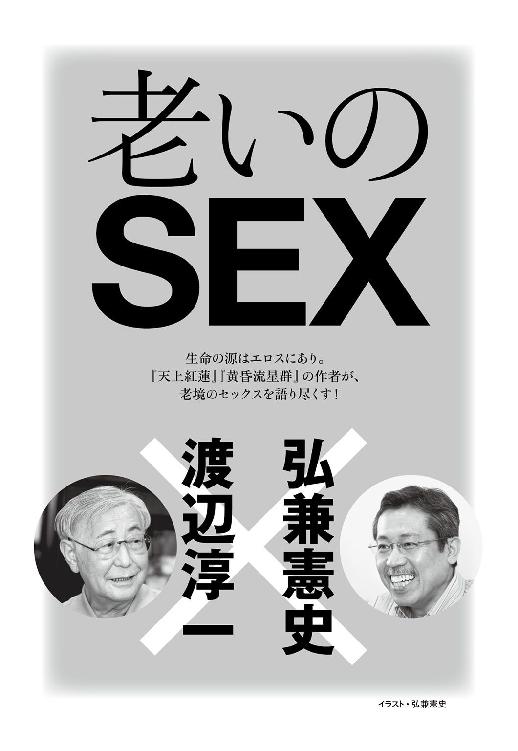 老いの
SEX
生命の源はエロスにあり。
『天上紅蓮』『黄昏流星群』の作者が、
老境のセックスを語り尽くす！
弘兼憲史
×
渡辺淳一
イラスト・弘兼憲史